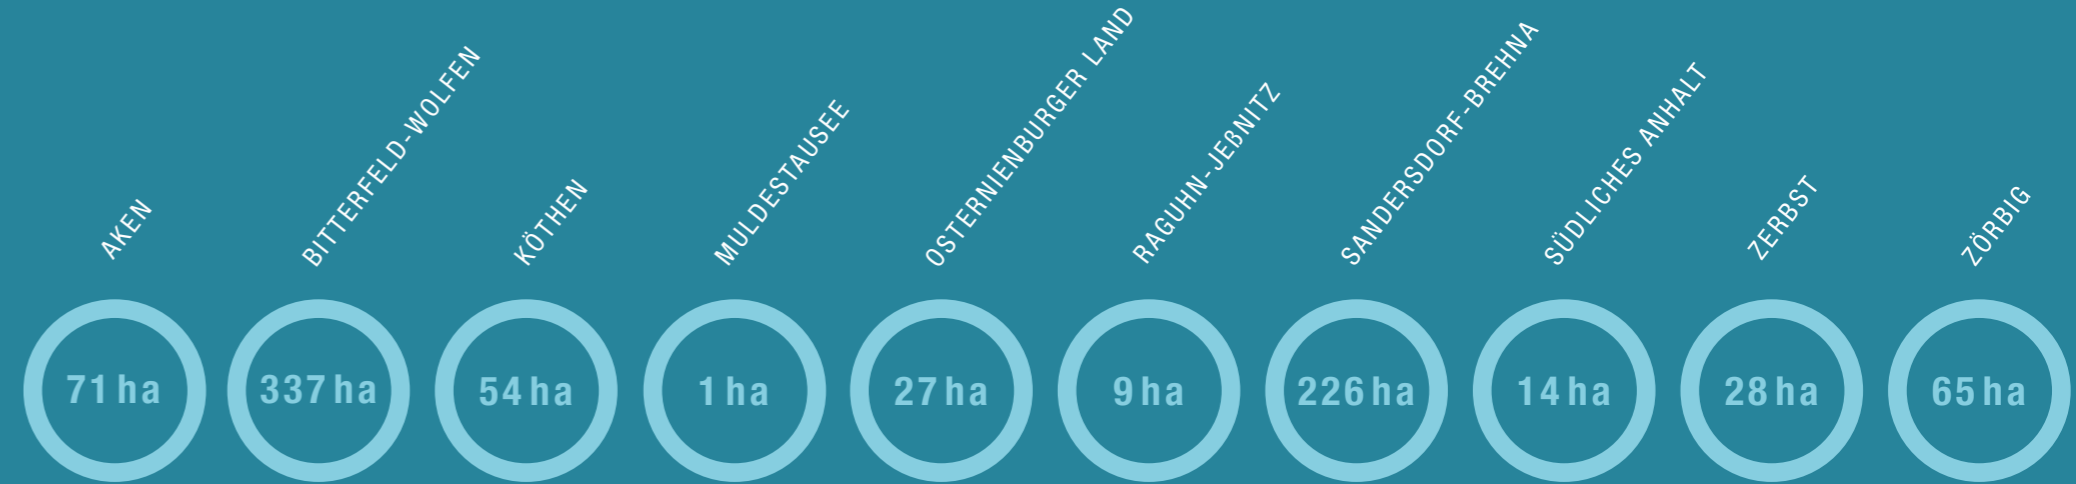 AKEN
BITTERFELD-WOLFEN
KÖTHEN
MULDESTAUSEE
OSTERNIENBURGER LAND
RAGUHN-JEßNITZ
SANDERSDORF-BREHNA
SÜDLICHES ANHALT
ZERBST
ZÖRBIG
71 ha
337 ha
54 ha
1 ha
27 ha
9 ha
226 ha
14 ha
28 ha
65 ha